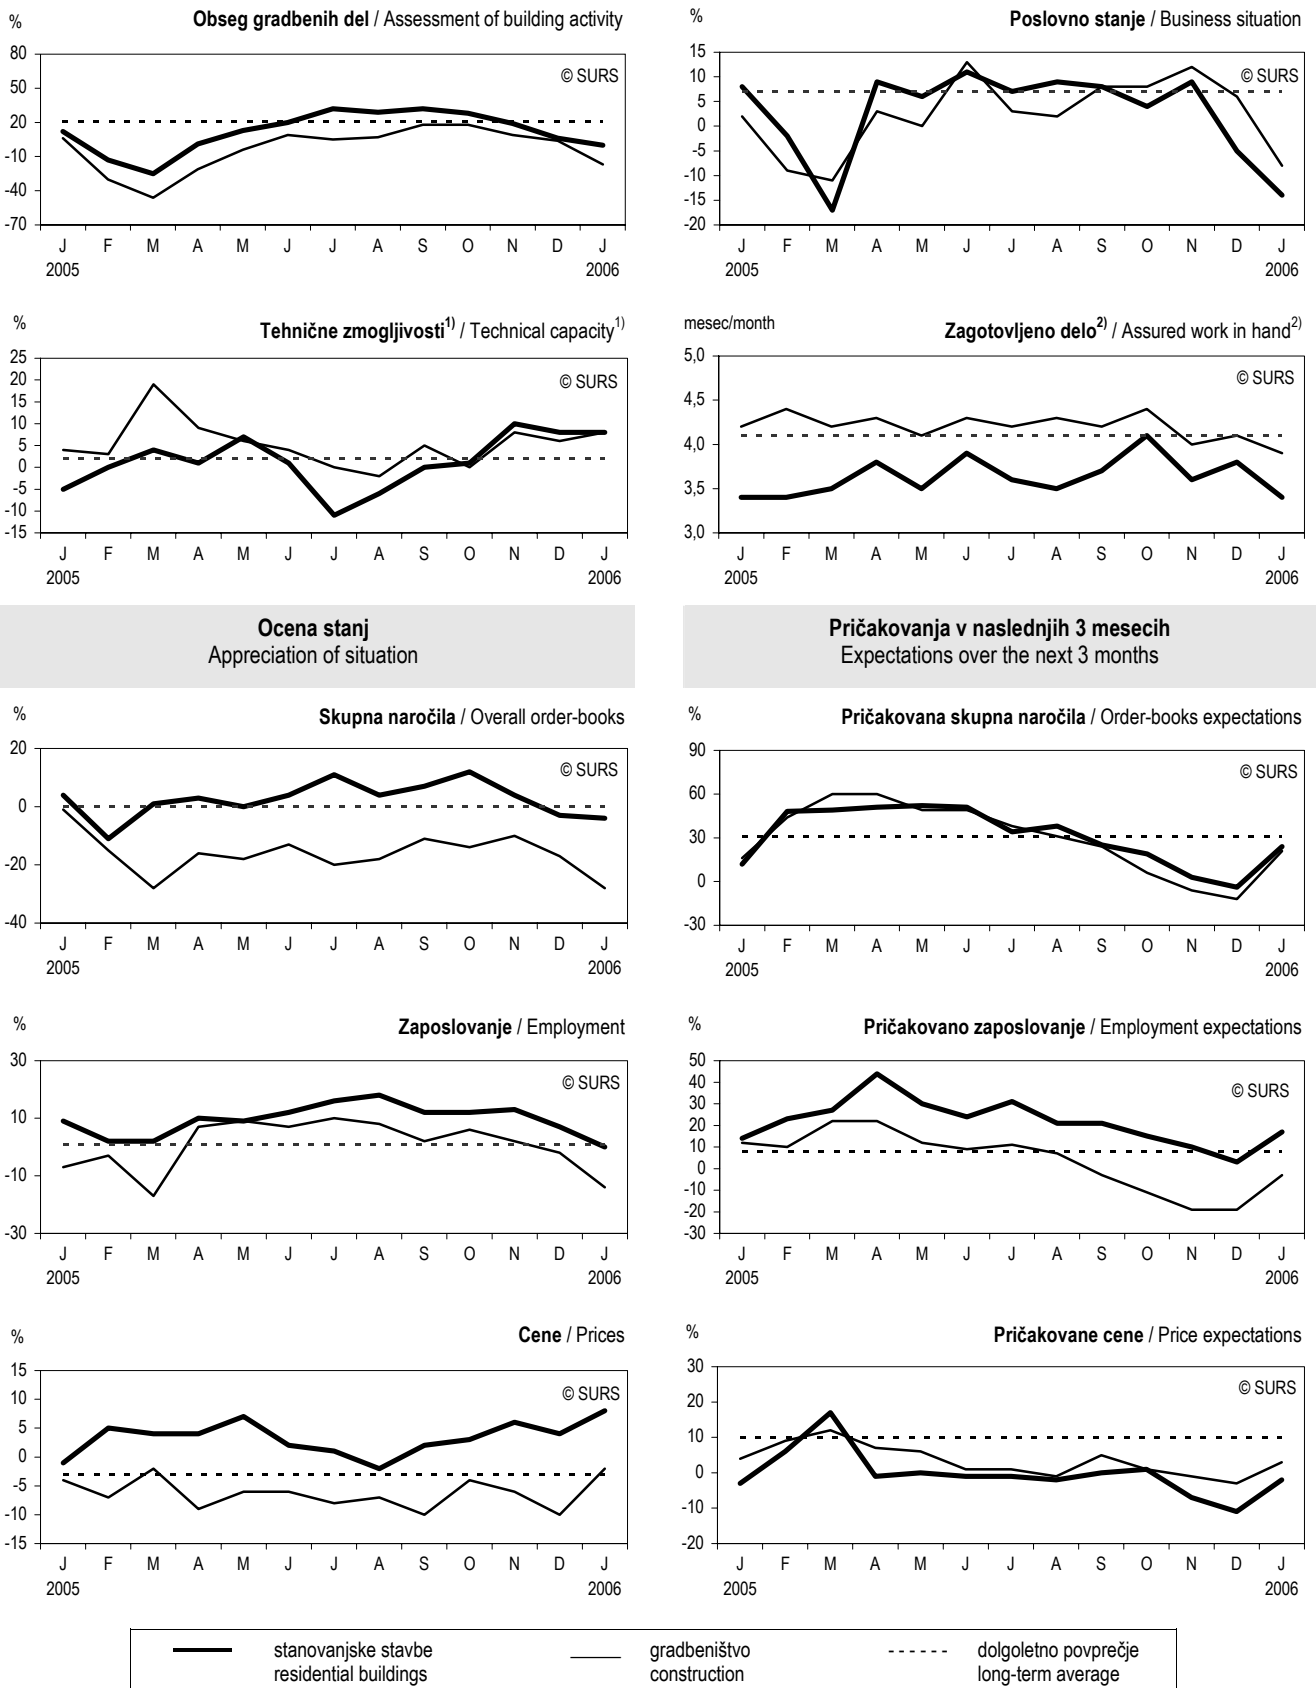 Obseg gradbenih del / Assessment of building activity
%
80
50
20
-10
-40
-70
© SURS
J F M A M J J A S O N D J
2005 2006
Poslovno stanje / Business situation
%
15
10
5
0
-5
-10
-15
-20
© SURS
J F M A M J J A S O N D J
2005 2006
Tehnične zmogljivosti1) / Technical capacity1)
%
25
20
15
10
5
0
-5
-10
-15
© SURS
J F M A M J J A S O N D J
2005 2006
Zagotovljeno delo2) / Assured work in hand2)
mesec/month
5,0
4,5
4,0
3,5
3,0
© SURS
J F M A M J J A S O N D J
2005 2006
Ocena stanj
Appreciation of situation
Pričakovanja v naslednjih 3 mesecih
Expectations over the next 3 months
Skupna naročila / Overall order-books
%
20
0
-20
-40
© SURS
J F M A M J J A S O N D J
2005 2006
Pričakovana skupna naročila / Order-books expectations
%
90
60
30
0
-30
© SURS
J F M A M J J A S O N D J
2005 2006
Zaposlovanje / Employment
%
30
10
-10
-30
© SURS
J F M A M J J A S O N D J
2005 2006
Pričakovano zaposlovanje / Employment expectations
%
50
40
30
20
10
0
-10
-20
-30
© SURS
J F M A M J J A S O N D J
2005 2006
Cene / Prices
%
15
10
5
0
-5
-10
-15
© SURS
J F M A M J J A S O N D J
2005 2006
Pričakovane cene / Price expectations
%
30
20
10
0
-10
-20
© SURS
J F M A M J J A S O N D J
2005 2006
stanovanjske stavbe
residential buildings
gradbeništvo
construction
dolgoletno povprečje
long-term average